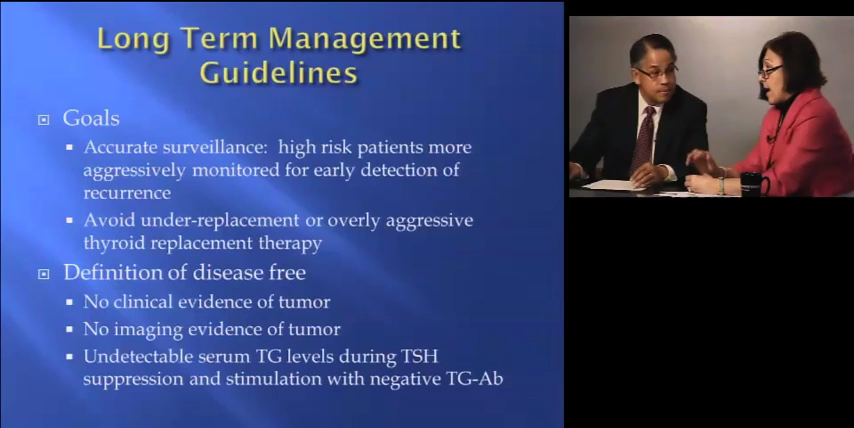 Long Term Management
Guidelines
Goals
Accurate surveillance: high risk patients more
aggressively monitored for early detection of
recurrence
Avoid under-replacement or overly aggressive
thyroid replacement therapy
Definition of disease free
No clinical evidence of tumor
No imaging evidence of tumor
Undetectable serum TG levels during TSH
suppression and stimulation with negative TG-Ab